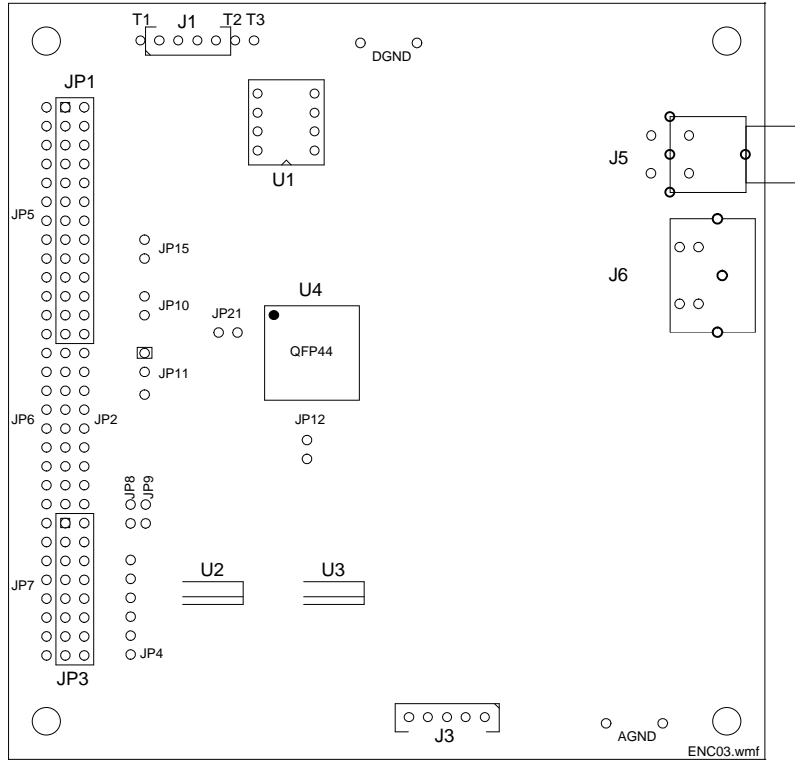 T1 J1 T2 T3
DGND
JP1
J5
U1
JP5
JP15
J6
U4
JP10
JP21
QFP44
JP11
JP12
JP6 JP2
JP8 JP9
U2 U3
JP7
JP4
JP3
J3
AGND
ENC03.wmf